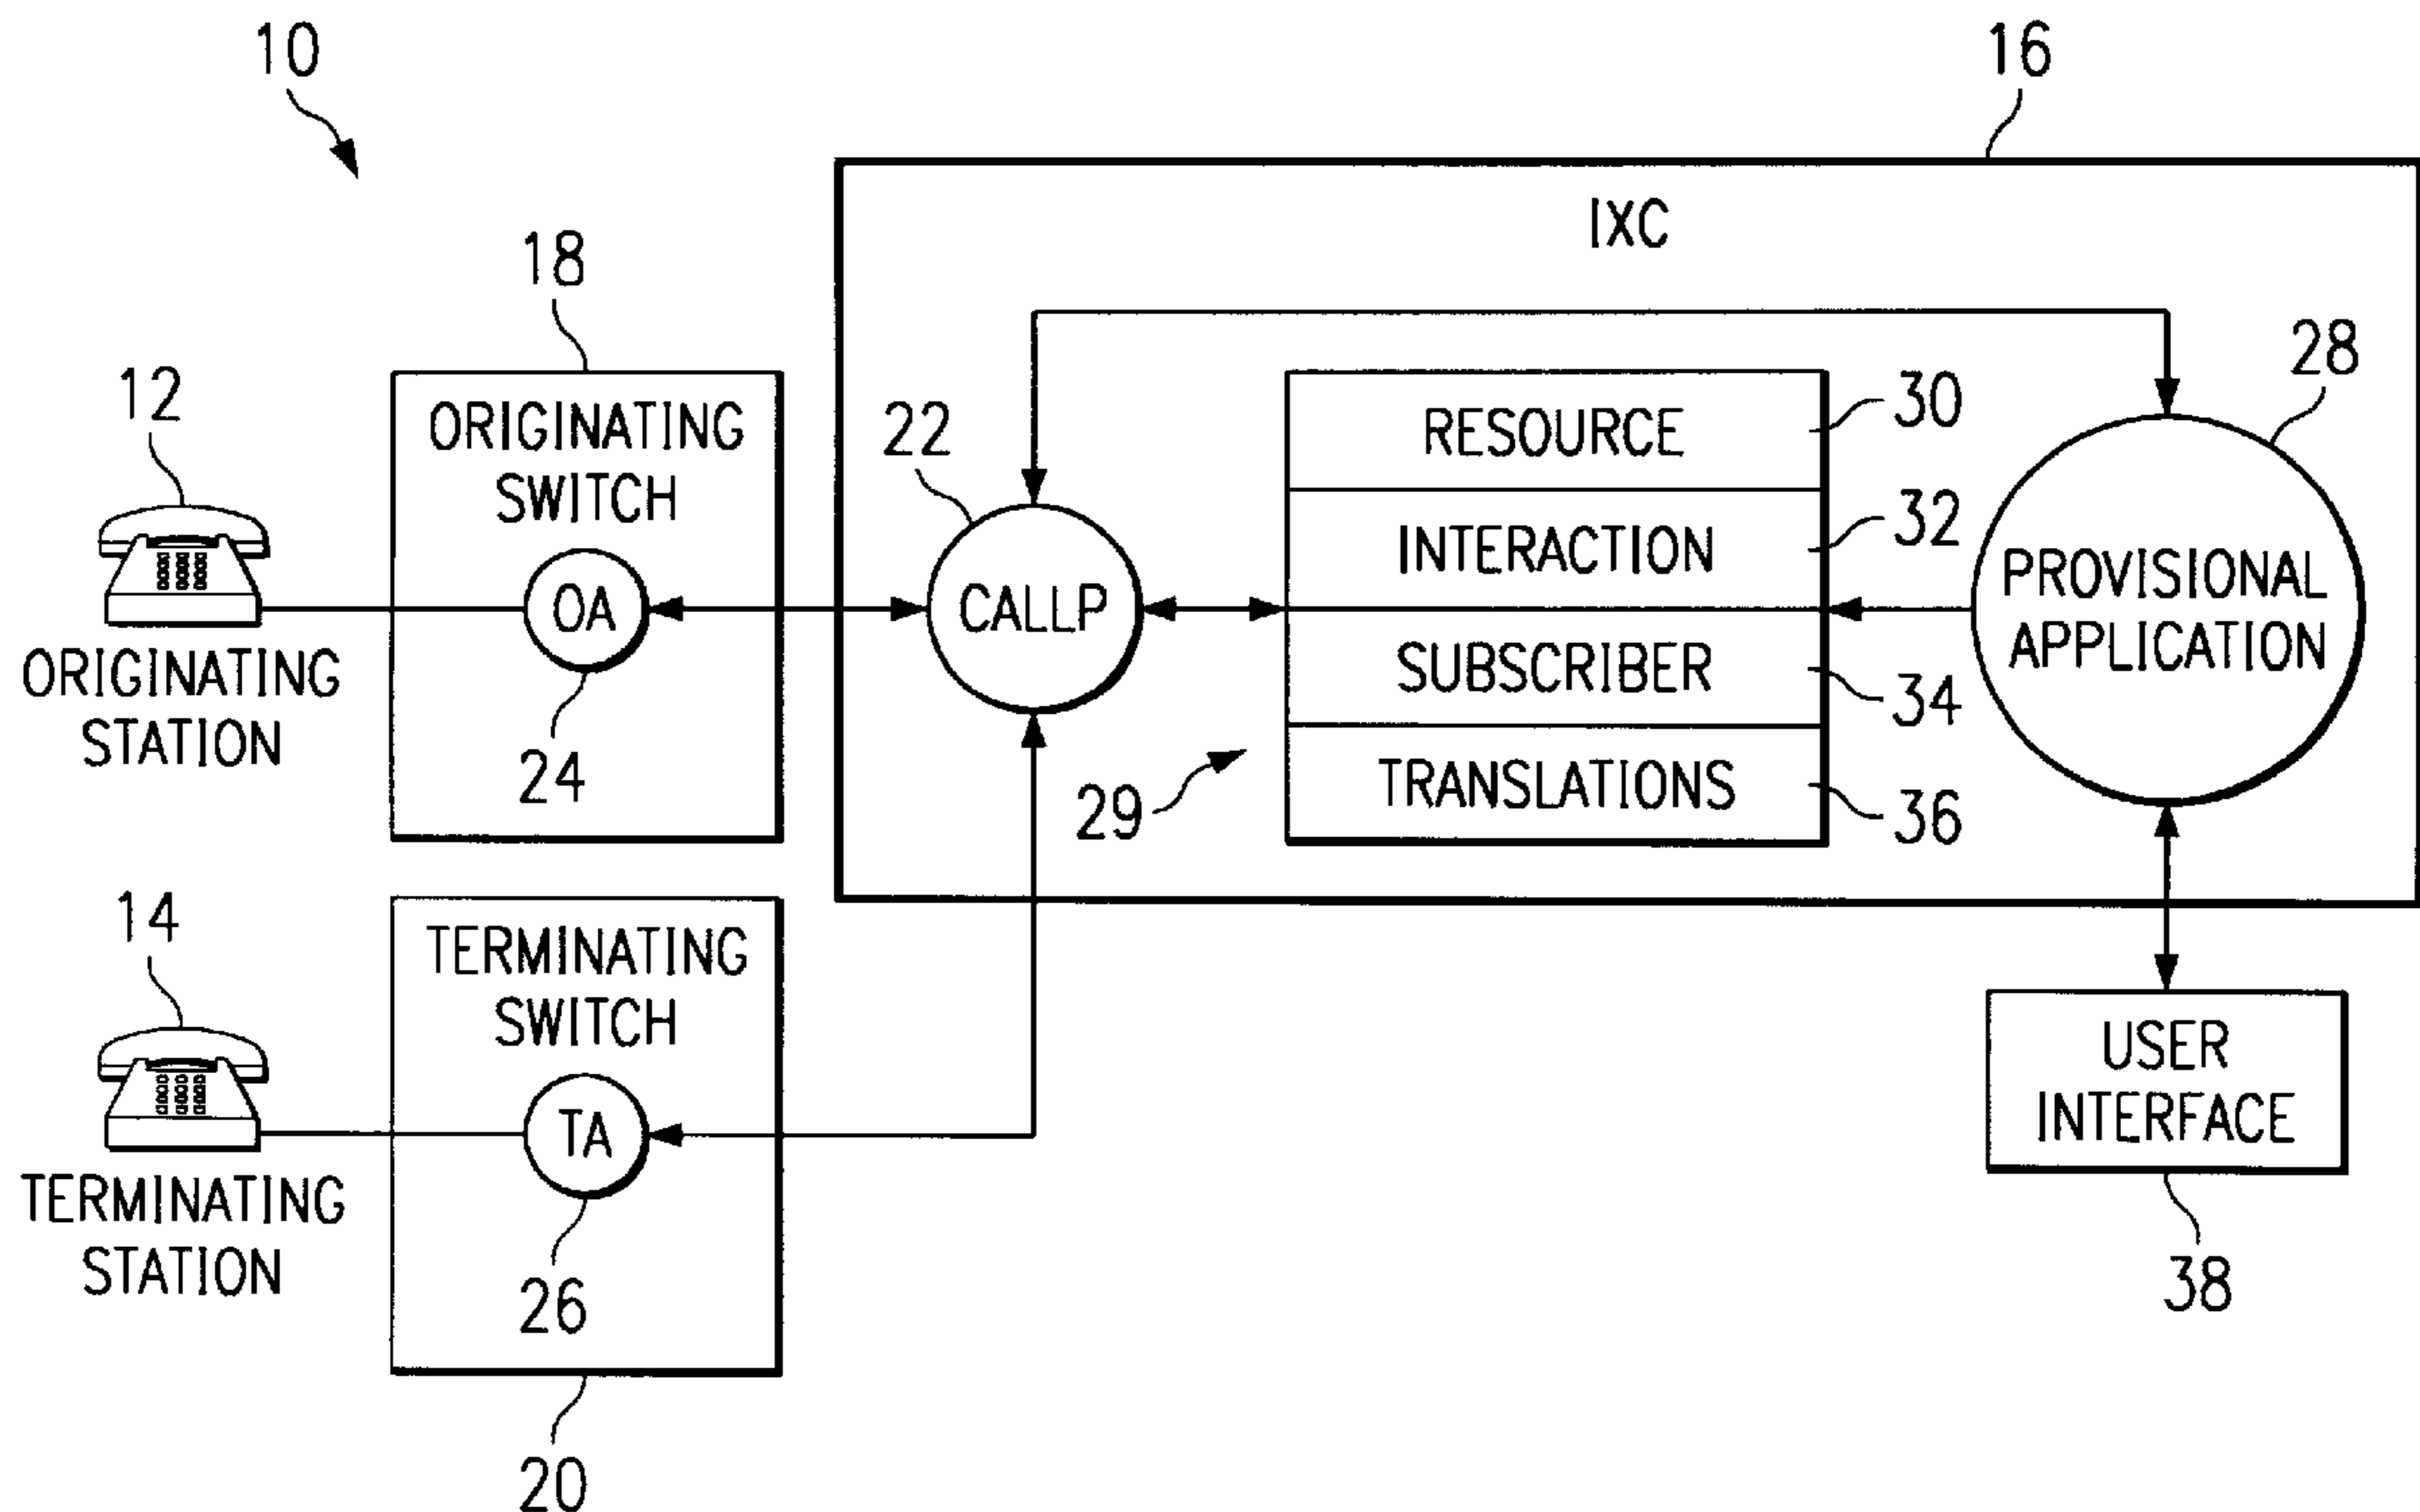 10
16
IXC
18
28
12
ORIGINATING
SWITCH
22
RESOURCE
30
INTERACTION
32
OA
CALLP
PROVISIONAL
APPLICATION
ORIGINATING
STATION
SUBSCRIBER
34
24
29
TRANSLATIONS
36
14
TERMINATING
SWITCH
USER
INTERFACE
TA
TERMINATING
STATION
26
38
20